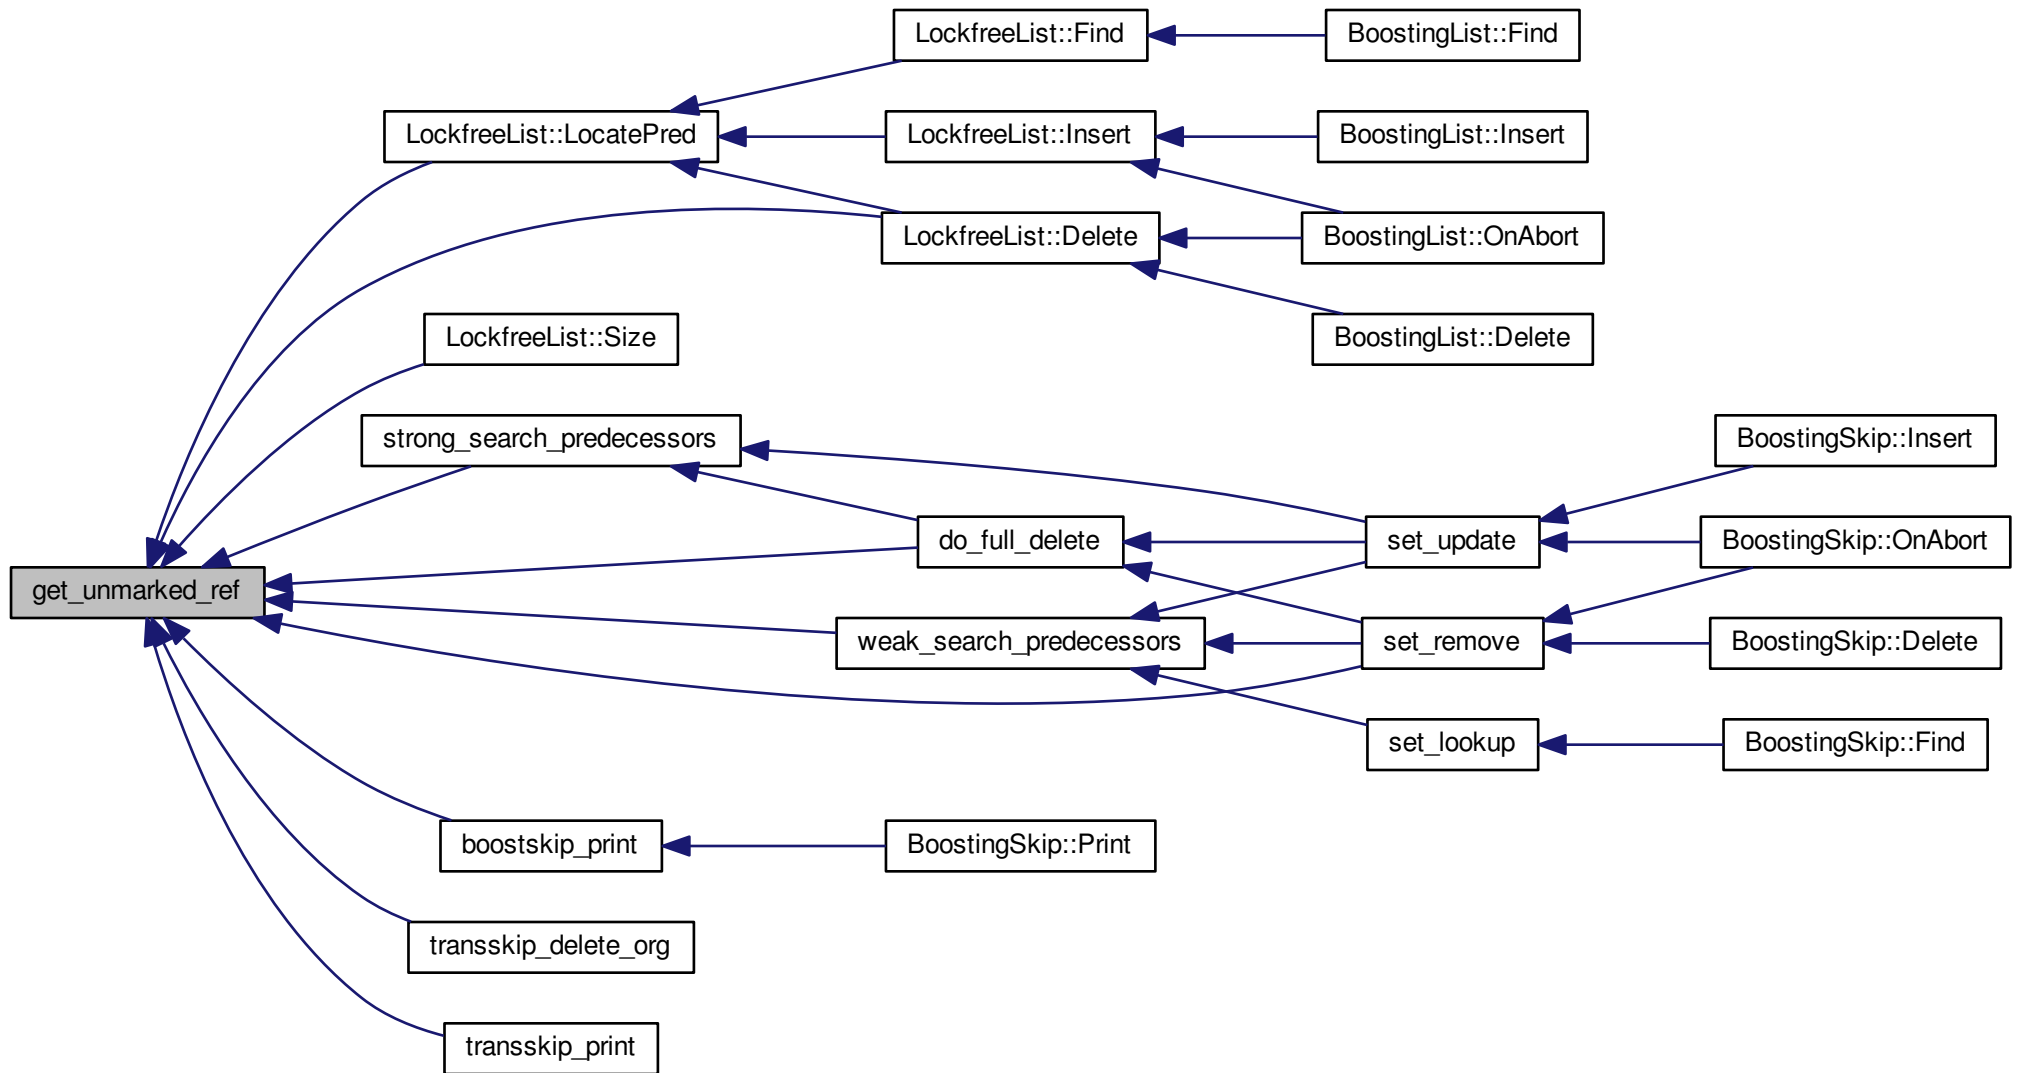 LockfreeList::Find
BoostingList::Find
LockfreeList::LocatePred
LockfreeList::Insert
BoostingList::Insert
LockfreeList::Delete
BoostingList::OnAbort
LockfreeList::Size
BoostingList::Delete
strong_search_predecessors
BoostingSkip::Insert
do_full_delete
set_update
BoostingSkip::OnAbort
get_unmarked_ref
weak_search_predecessors
set_remove
BoostingSkip::Delete
set_lookup
BoostingSkip::Find
boostskip_print
BoostingSkip::Print
transskip_delete_org
transskip_print